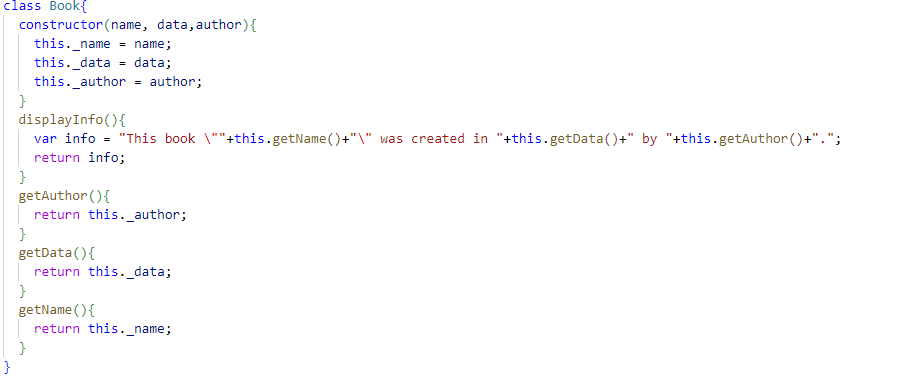 class Book{
  constructor(name, data,author){
    this._name = name;
    this._data = data;
    this._author = author;
  }
  displayInfo(){
    var info = "This book \""+this.getName()+"\" was created in "+this.getData()+" by "+this.getAuthor()+".";
    return info;
  }
  getAuthor(){
    return this._author;
  }
  getData(){
    return this._data;
  }
  getName(){
    return this._name;
  }
}